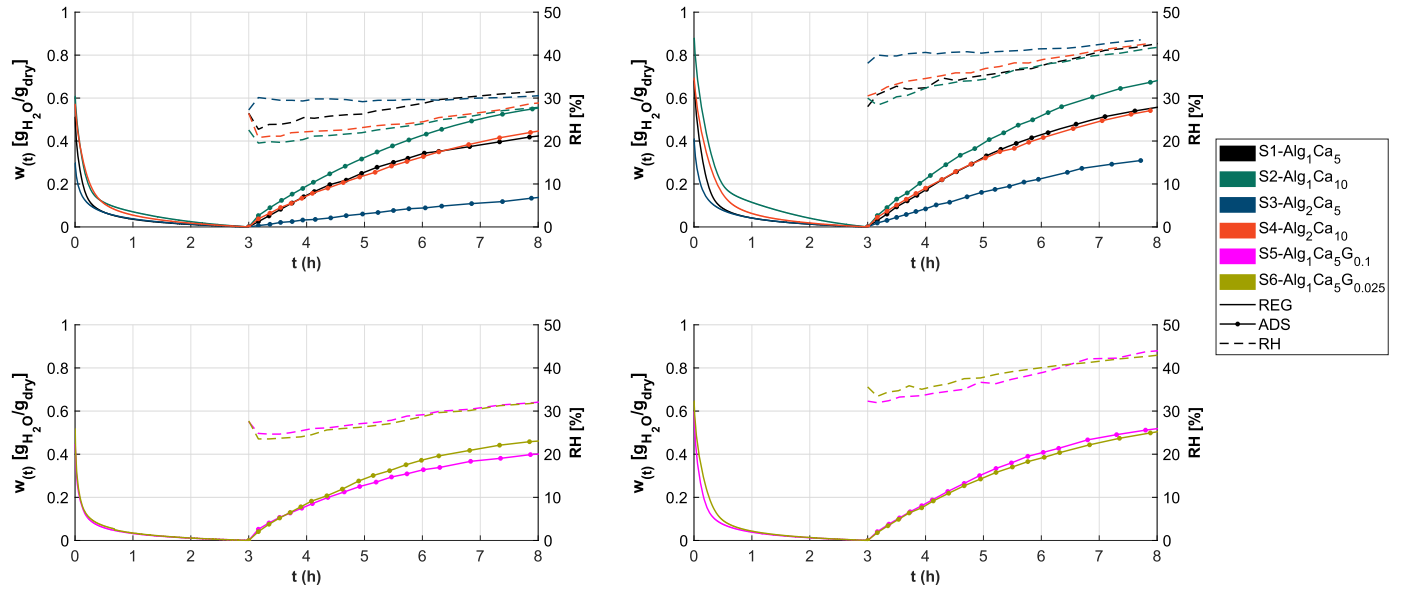 w(t) [gH2O/gdry]
1
0.8
0.6
0.4
0.2
0
50
40
30
20
10
0
RH [%]
0 1 2 3 4 5 6 7 8
t (h)
w(t) [gH2O/gdry]
1
0.8
0.6
0.4
0.2
0
50
40
30
20
10
0
RH [%]
0 1 2 3 4 5 6 7 8
t (h)
w(t) [gH2O/gdry]
1
0.8
0.6
0.4
0.2
0
50
40
30
20
10
0
RH [%]
0 1 2 3 4 5 6 7 8
t (h)
w(t) [gH2O/gdry]
1
0.8
0.6
0.4
0.2
0
50
40
30
20
10
0
RH [%]
0 1 2 3 4 5 6 7 8
t (h)
S1-Alg1Ca5
S2-Alg1Ca10
S3-Alg2Ca5
S4-Alg2Ca10
S5-Alg1Ca5G0.1
S6-Alg1Ca5G0.025
REG
ADS
RH